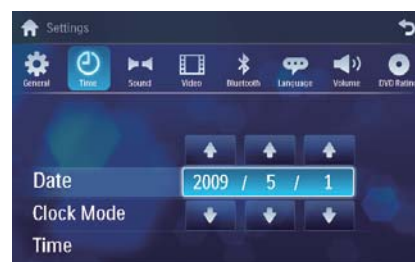 Settings
General Time Sound Video Bluetooth Language Volume DVD Rating
Date 2009 / 5 / 1
Clock Mode
Time